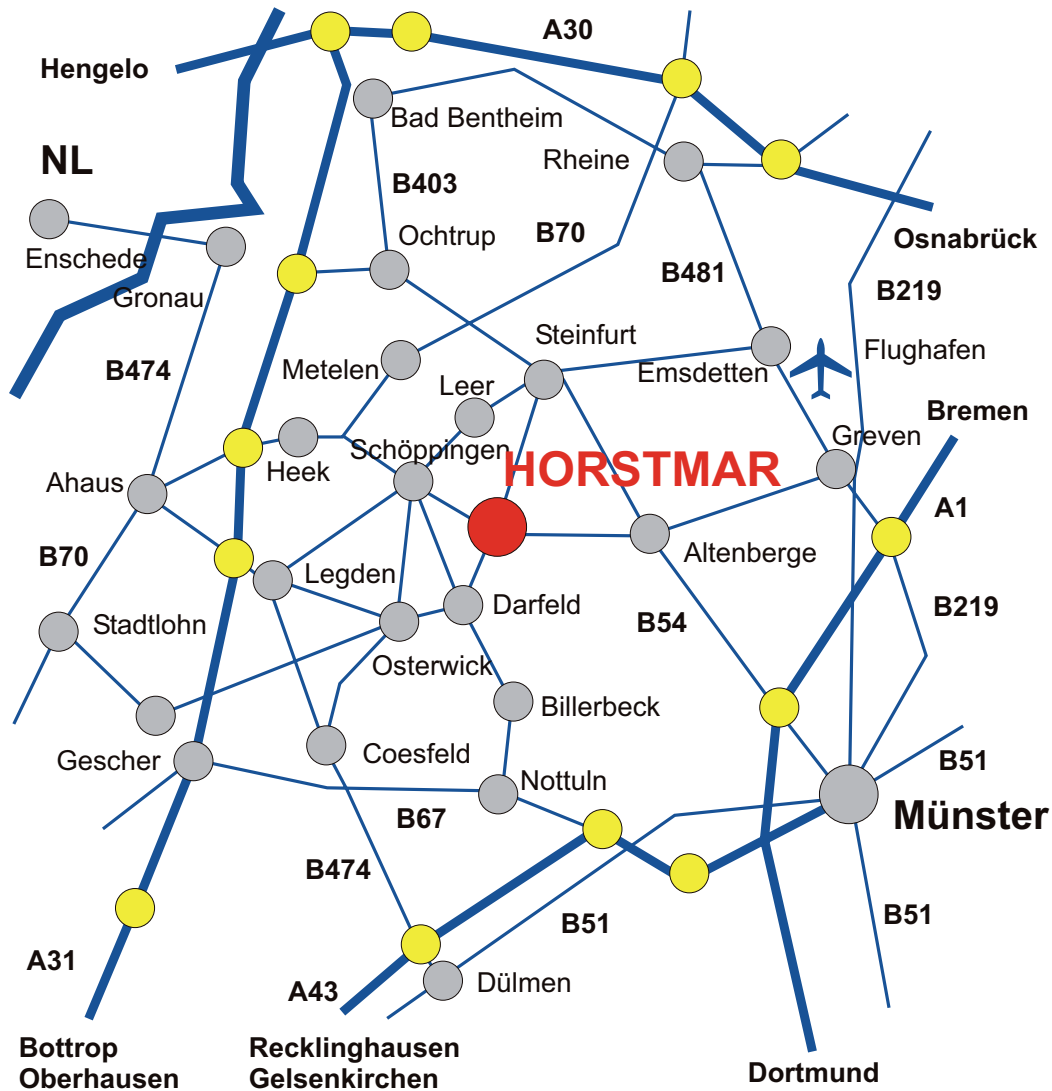 A30
Hengelo
Bad Bentheim
NL
Rheine
B403
Enschede
Ochtrup
B70
Osnabrück
Gronau
B481
B219
Steinfurt
Flughafen
B474
Metelen
Leer
Emsdetten
Bremen
Schöppingen
Greven
Heek
HORSTMAR
Ahaus
A1
B70
Legden
Altenberge
Stadtlohn
Darfeld
B54
B219
Osterwick
Billerbeck
Gescher
Coesfeld
B51
Nottuln
B67
Münster
B474
B51
B51
A31
A43
Dülmen
Bottrop
Oberhausen
Recklinghausen
Gelsenkirchen
Dortmund